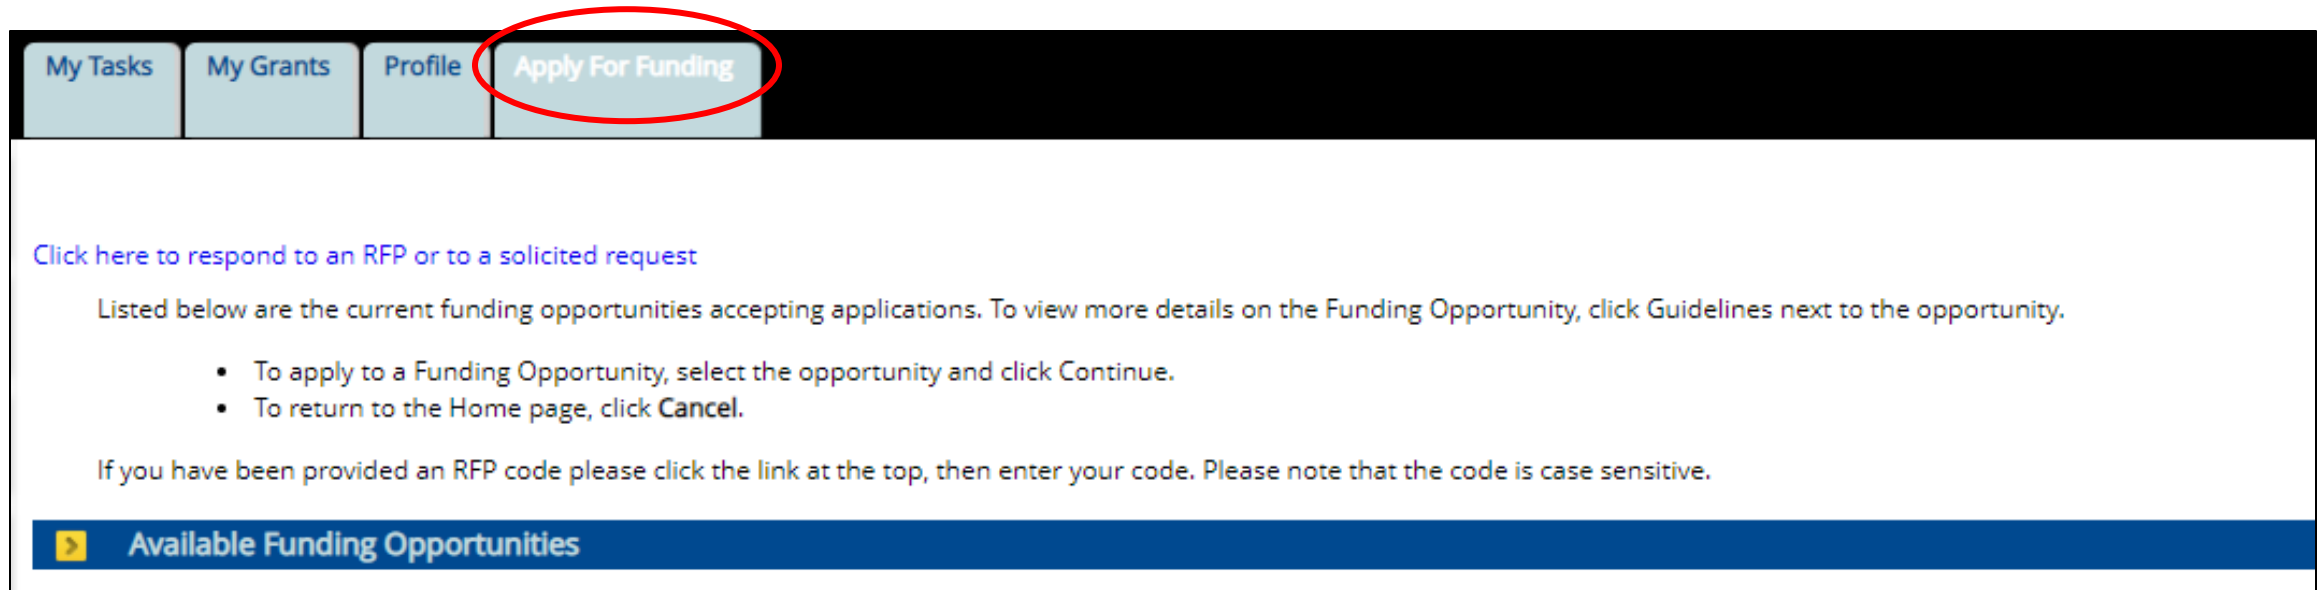 My Tasks My Grants Profile Apply For Funding
Click here to respond to an RFP or to a solicited request
Listed below are the current funding opportunities accepting applications. To view more details on the Funding Opportunity, click Guidelines next to the opportunity.
• To apply to a Funding Opportunity, select the opportunity and click Continue.
• To return to the Home page, click Cancel.
If you have been provided an RFP code please click the link at the top, then enter your code. Please note that the code is case sensitive.
Available Funding Opportunities